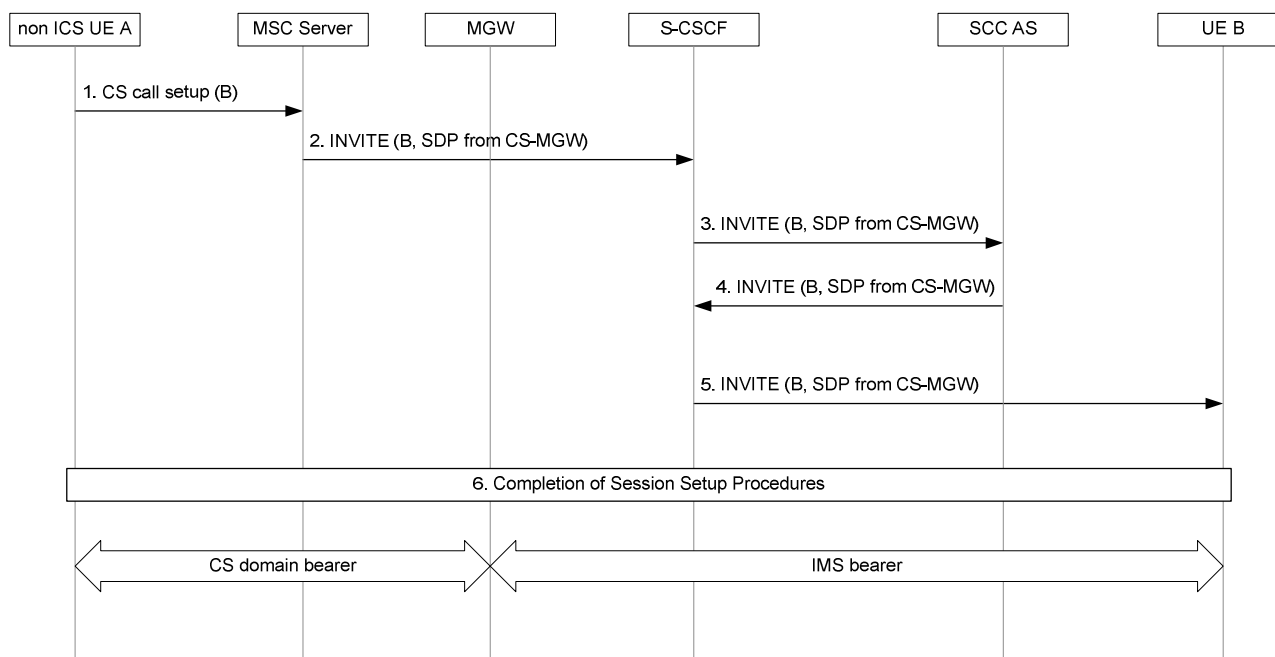 non ICS UE A
MSC Server
MGW
S-CSCF
SCC AS
UE B
1. CS call setup (B)
2. INVITE (B, SDP from CS-MGW)
3. INVITE (B, SDP from CS-MGW)
4. INVITE (B, SDP from CS-MGW)
5. INVITE (B, SDP from CS-MGW)
6. Completion of Session Setup Procedures
CS domain bearer
IMS bearer